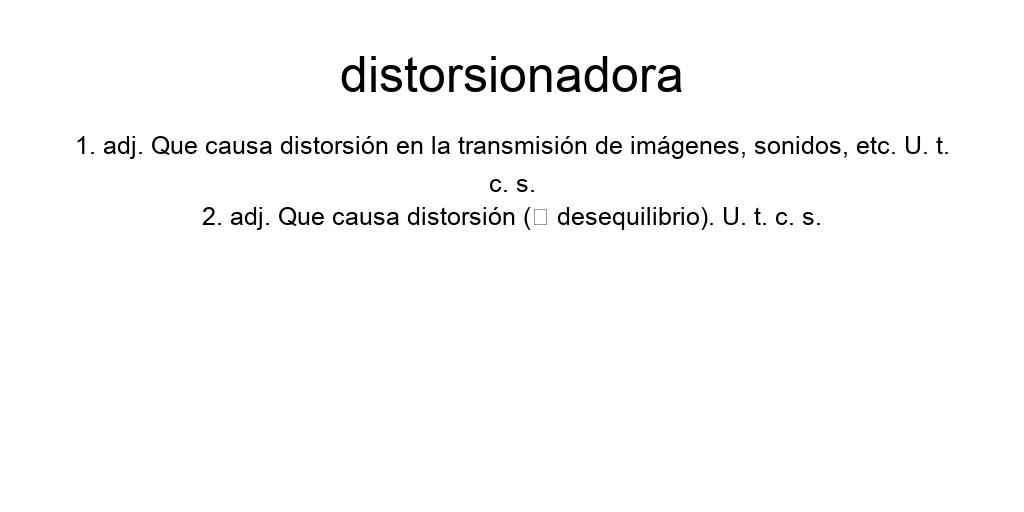 distorsionadora
1. adj. Que causa distorsión en la transmisión de imágenes, sonidos, etc. U. t.
c. s.
2. adj. Que causa distorsión (□ desequilibrio). U. t. c. s.